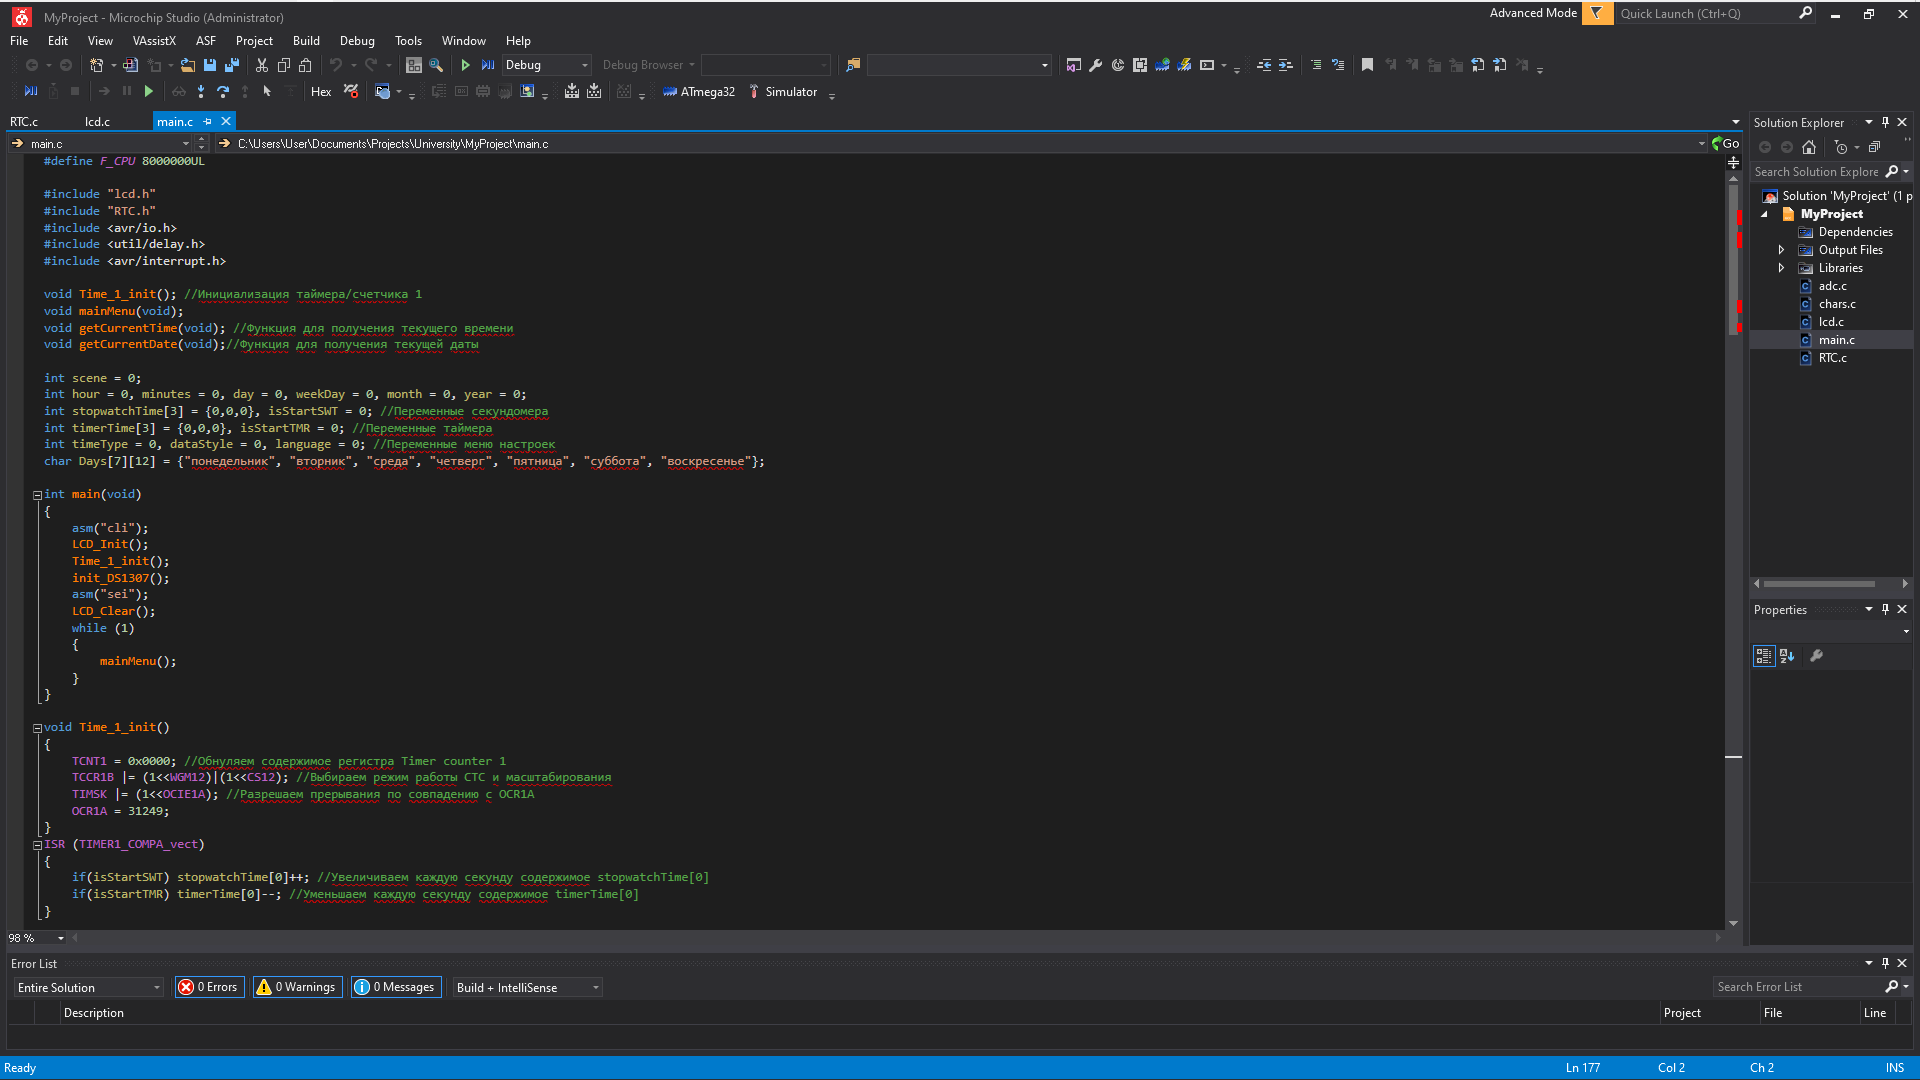 MyProject - Microchip Studio (Administrator)
Advanced Mode
Quick Launch (Ctrl+Q)
File Edit View VAssistX ASF Project Build Debug Tools Window Help
Debug Debug Browser
Hex ATmega32 Simulator
RTC.c lcd.c main.c
main.c C:\Users\User\Documents\Projects\University\MyProject\main.c Go
#define F_CPU 8000000UL
#include "lcd.h"
#include "RTC.h"
#include <avr/io.h>
#include <util/delay.h>
#include <avr/interrupt.h>
void Time_1_init(); //Инициализация таймера/счетчика 1
void mainMenu(void);
void getCurrentTime(void); //Функция для получения текущего времени
void getCurrentDate(void);//Функция для получения текущей даты
int scene = 0;
int hour = 0, minutes = 0, day = 0, weekDay = 0, month = 0, year = 0;
int stopwatchTime[3] = {0,0,0}, isStartSWT = 0; //Переменные секундомера
int timerTime[3] = {0,0,0}, isStartTMR = 0; //Переменные таймера
int timeType = 0, dataStyle = 0, language = 0; //Переменные меню настроек
char Days[7][12] = {"понедельник", "вторник", "среда", "четверг", "пятница", "суббота", "воскресенье"};
int main(void)
{
asm("cli");
LCD_Init();
Time_1_init();
init_DS1307();
asm("sei");
LCD_Clear();
while (1)
{
mainMenu();
}
}
void Time_1_init()
{
TCNT1 = 0x0000; //Обнуляем содержимое регистра Timer counter 1
TCCR1B |= (1<<WGM12)|(1<<CS12); //Выбираем режим работы СТС и масштабирования
TIMSK |= (1<<OCIE1A); //Разрешаем прерывания по совпадению с OCR1A
OCR1A = 31249;
}
ISR (TIMER1_COMPA_vect)
{
if(isStartSWT) stopwatchTime[0]++; //Увеличиваем каждую секунду содержимое stopwatchTime[0]
if(isStartTMR) timerTime[0]--; //Уменьшаем каждую секунду содержимое timerTime[0]
}
98 %
Solution Explorer
Search Solution Explore
Solution 'MyProject' (1 p
MyProject
Dependencies
Output Files
Libraries
adc.c
chars.c
lcd.c
main.c
RTC.c
Properties
Error List
Entire Solution 0 Errors 0 Warnings 0 Messages Build + IntelliSense Search Error List
Description Project File Line
Ready Ln 177 Col 2 Ch 2 INS